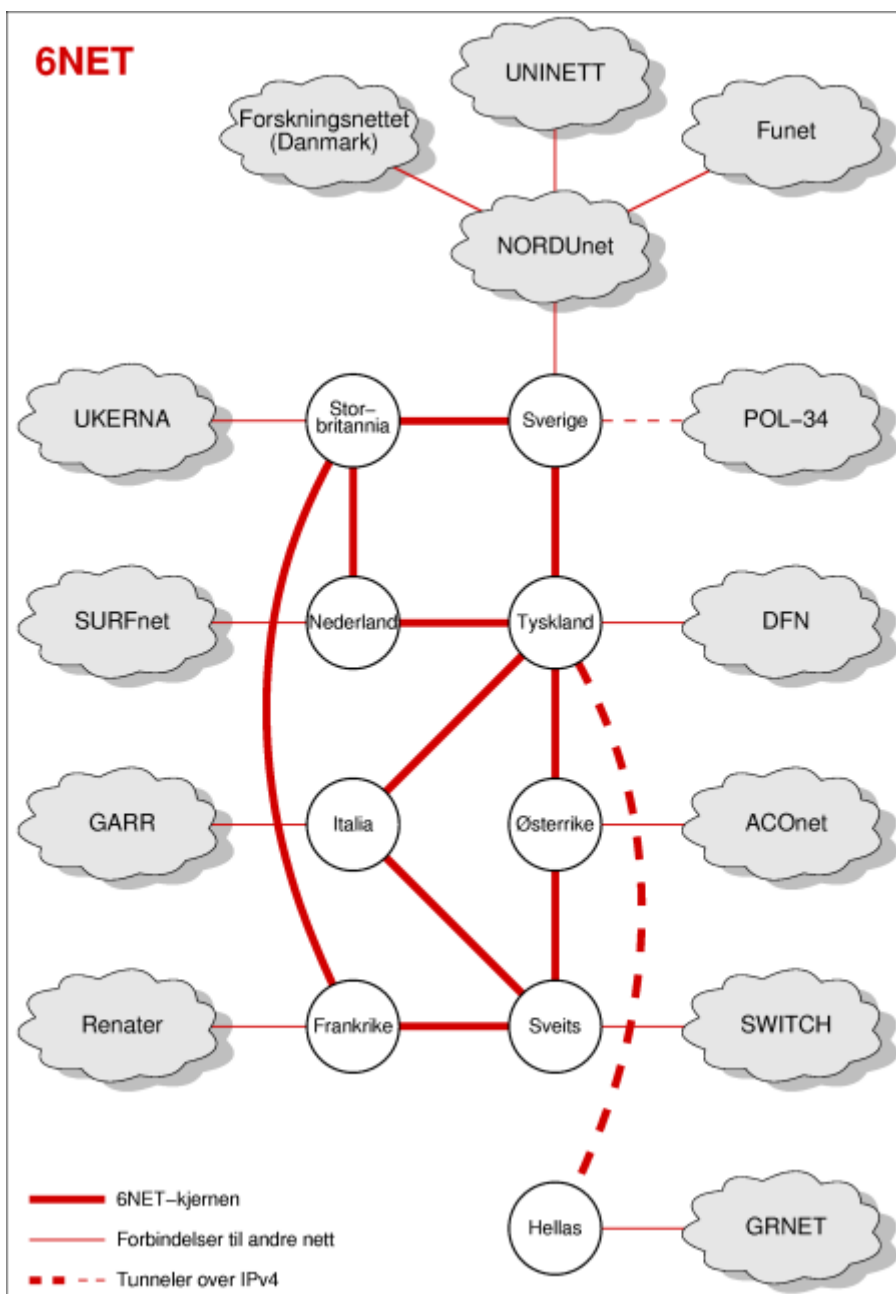 6NET
UNINETT
Forskningsnettet
(Danmark)
Funet
NORDUnet
UKERNA
Stor–
britannia
Sverige
POL–34
SURFnet
Nederland
Tyskland
DFN
GARR
Italia
Østerrike
ACOnet
Renater
Frankrike
Sveits
SWITCH
6NET–kjernen
Forbindelser til andre nett
Tunneler over IPv4
Hellas
GRNET